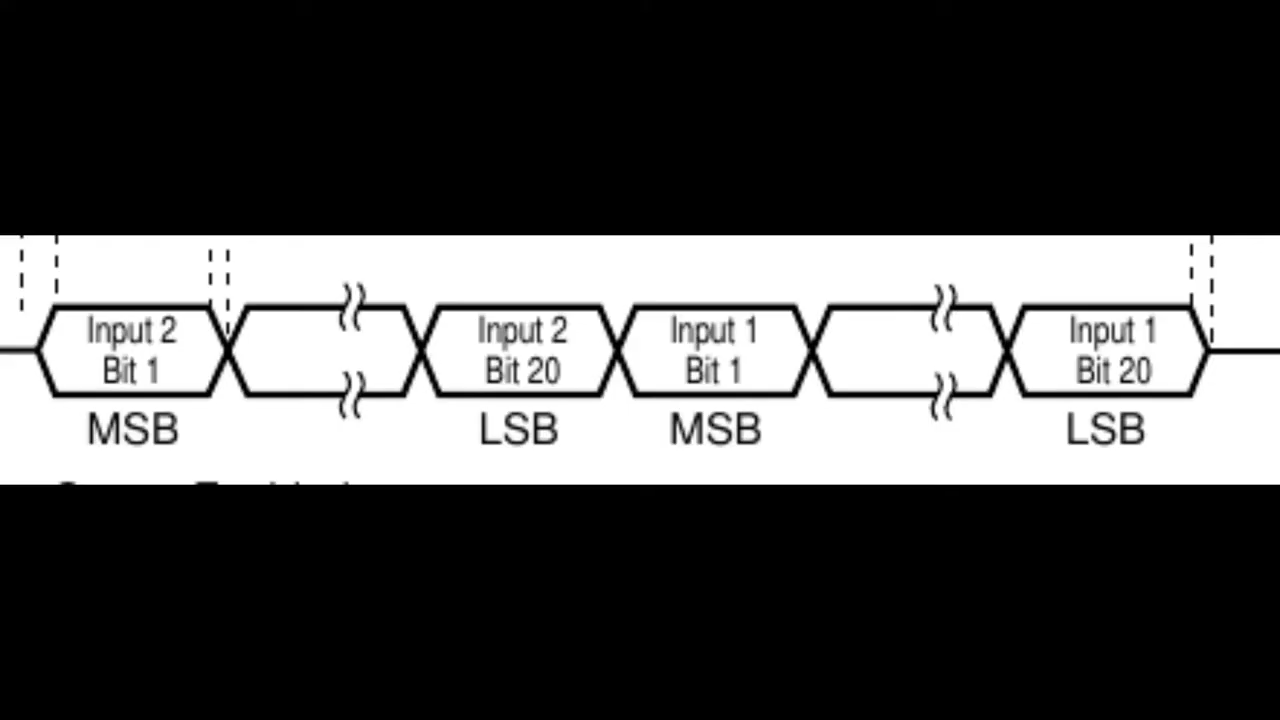 Input 2
Bit 1
MSB
Input 2
Bit 20
LSB
Input 1
Bit 1
MSB
Input 1
Bit 20
LSB